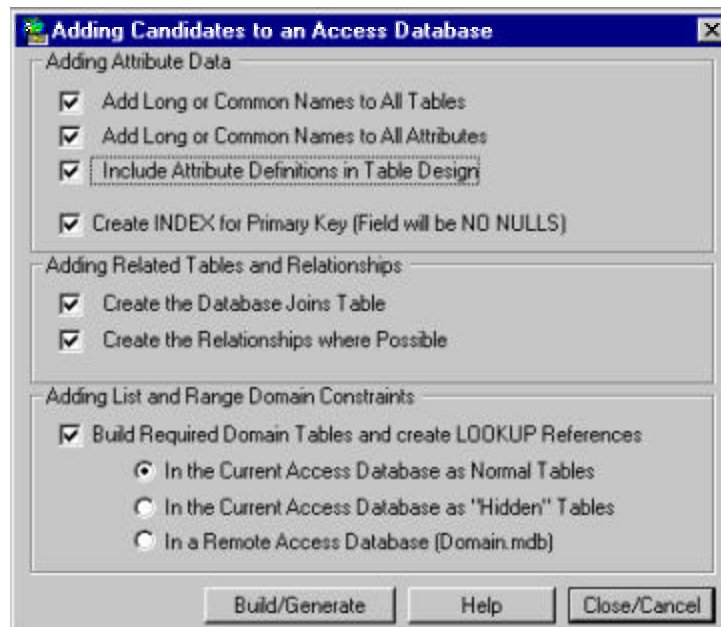 Adding Candidates to an Access Database
Adding Attribute Data
Add Long or Common Names to All Tables
Add Long or Common Names to All Attributes
Include Attribute Definitions in Table Design
Create INDEX for Primary Key (Field will be NO NULLS)
Adding Related Tables and Relationships
Create the Database Joins Table
Create the Relationships where Possible
Adding List and Range Domain Constraints
Build Required Domain Tables and create LOOKUP References
In the Current Access Database as Normal Tables
In the Current Access Database as "Hidden" Tables
In a Remote Access Database (Domain.mdb)
Build/Generate Help Close/Cancel